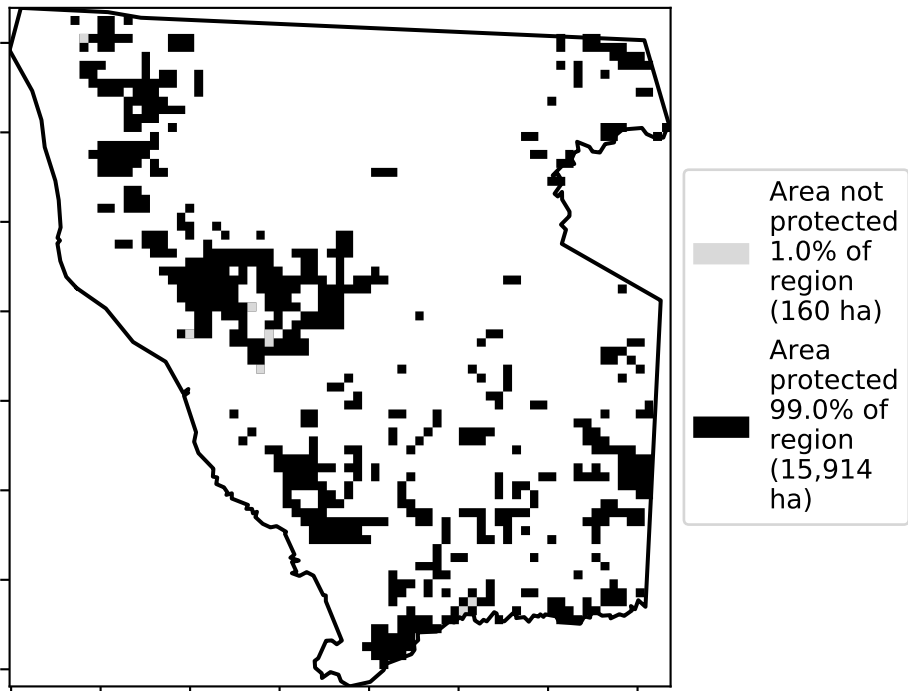 Area not
protected
1.0% of
region
(160 ha)
Area
protected
99.0% of
region
(15,914
ha)